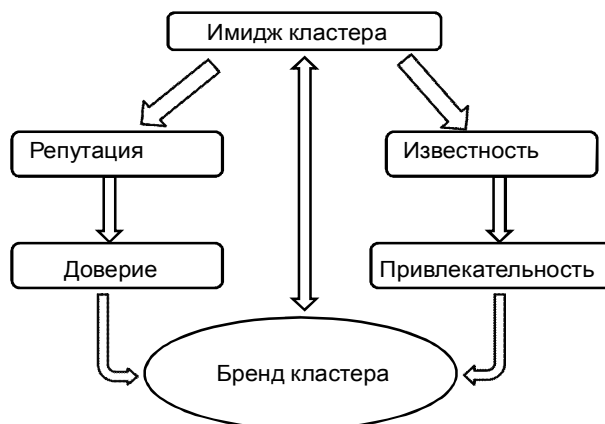 Имидж кластера
Репутация
Известность
Доверие
Привлекательность
Бренд кластера